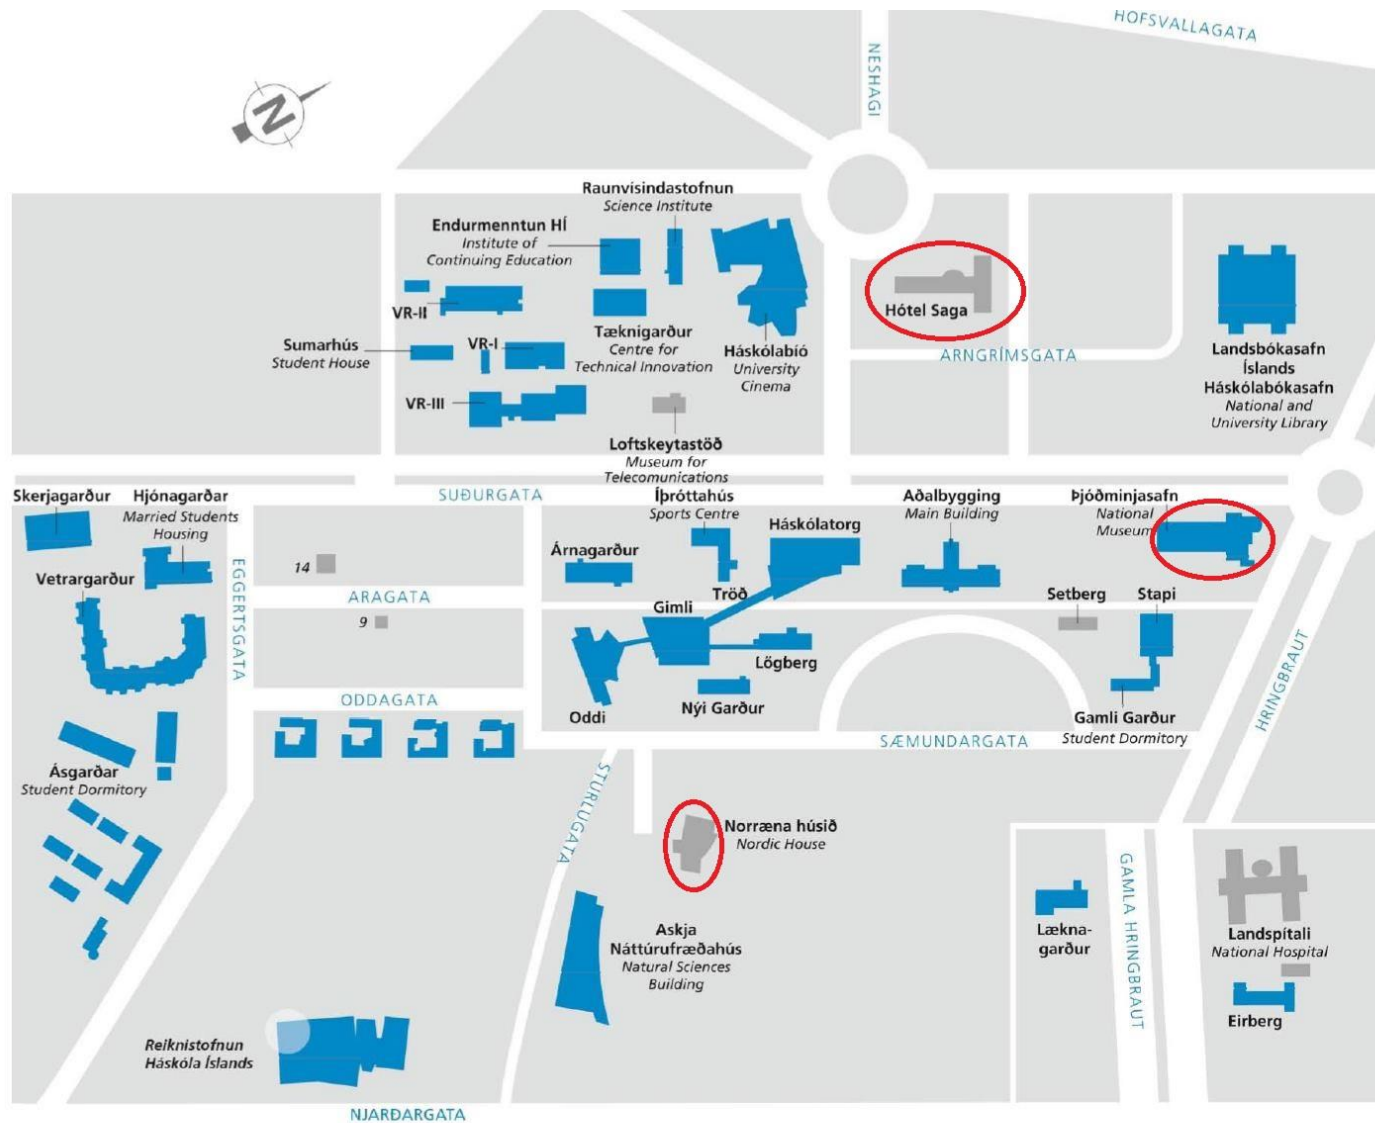 HOFSVALLAGATA
NESHAGI
N
Raunvísindastofnun
Science Institute
Endurmenntun HÍ
Institute of
Continuing Education
VR-II
Hótel Saga
Sumarhús
Student House
VR-I
Tæknigarður
Centre for
Technical Innovation
Háskólabíó
University
Cinema
ARNGRÍMSGATA
Landsbókasafn
Íslands
Háskólabókasafn
National and
University Library
VR-III
Loftskeytastöð
Museum for
Telecomunications
SUÐURGATA
Skerjagarður
Hjónagarðar
Married Students
Housing
Íþróttahús
Sports Centre
Háskólatorg
Aðalbygging
Main Building
Þjóðminjasafn
National
Museum
Árnagarður
14
Vetrargarður
EGGERTSGATA
ARAGATA
Tröð
Gimli
Setberg
Stapi
9
Lögberg
ODDAGATA
Oddi
Nýi Garður
Gamli Garður
Student Dormitory
SÆMUNDARGATA
HRINGBRAUT
Ásgarðar
Student Dormitory
STURLUGATA
Norræna húsið
Nordic House
GAMLA HRINGBRAUT
Askja
Náttúrufræðahús
Natural Sciences
Building
Lækna-
garður
Landspítali
National Hospital
Eirberg
Reiknistofnun
Háskóla Íslands
NJARÐARGATA